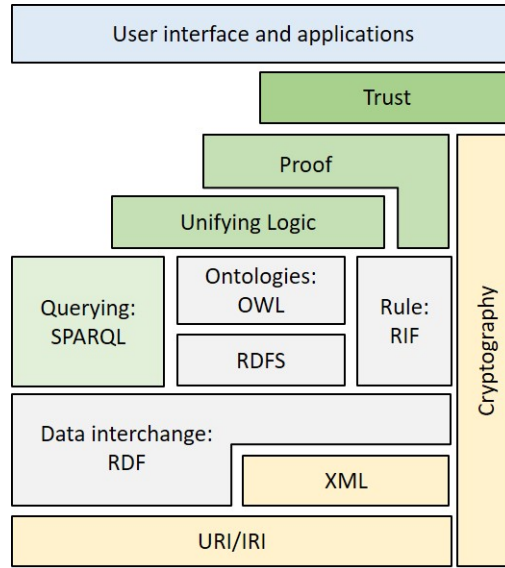 User interface and applications
Trust
Proof
Unifying Logic
Querying:
SPARQL
Ontologies:
OWL
RDFS
Rule:
RIF
Cryptography
Data interchange:
RDF
XML
URI/IRI